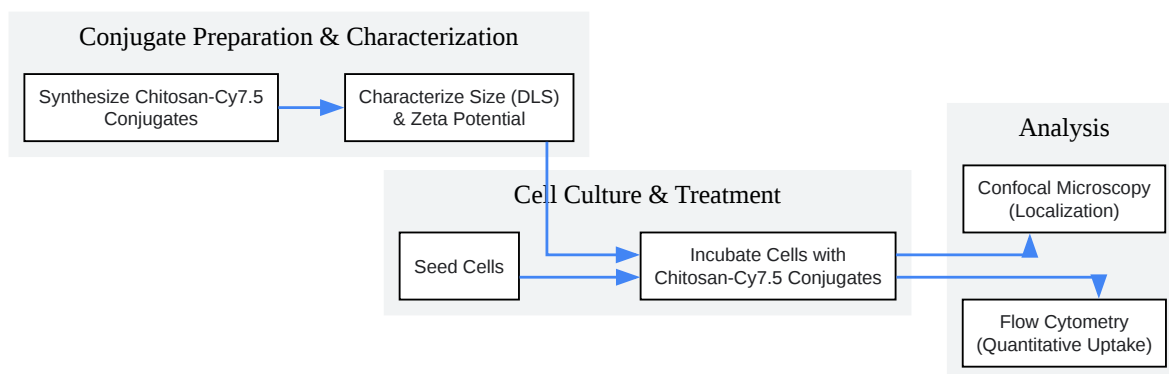 Conjugate Preparation & Characterization
Synthesize Chitosan-Cy7.5
Conjugates
Characterize Size (DLS)
& Zeta Potential
Cell Culture & Treatment
Seed Cells
Incubate Cells with
Chitosan-Cy7.5 Conjugates
Analysis
Confocal Microscopy
(Localization)
Flow Cytometry
(Quantitative Uptake)